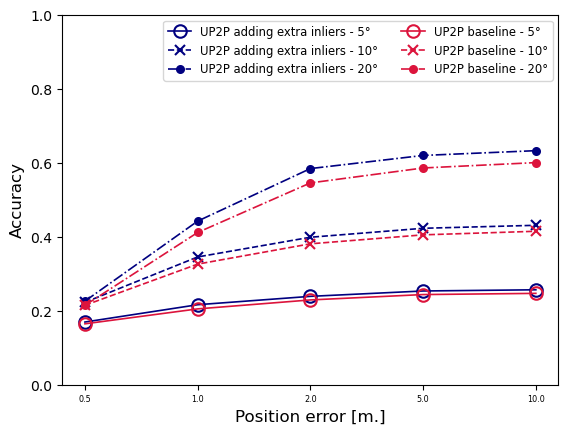 UP2P adding extra inliers - 5°
UP2P adding extra inliers - 10°
UP2P adding extra inliers - 20°
UP2P baseline - 5°
UP2P baseline - 10°
UP2P baseline - 20°
1.0
0.8
0.6
0.4
0.2
0.0
Accuracy
0.5 1.0 2.0 5.0 10.0
Position error [m.]